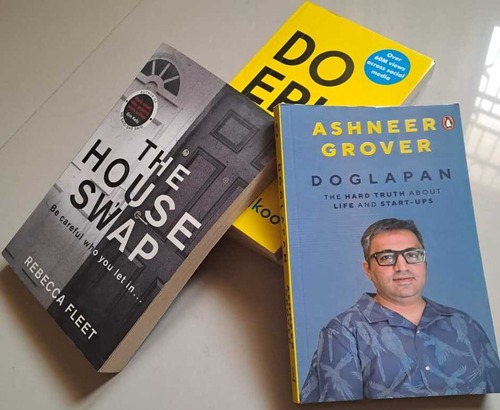 THE
HOUSE
SWAP
Be careful who you let in...
REBECCA FLEET
DO
Over
60M views
across social
media
ASHNEER
GROVER
DOGLAPAN
THE HARD TRUTH ABOUT
LIFE AND START-UPS